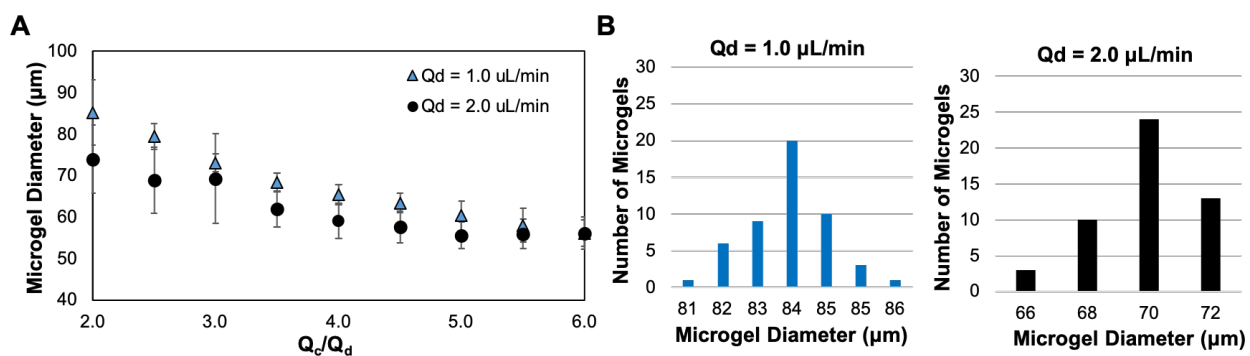 A
100
90
80
70
60
50
40
Microgel Diameter (µm)
Qd = 1.0 uL/min
Qd = 2.0 uL/min
2.0 3.0 4.0 5.0 6.0
Qc/Qd
B
Qd = 1.0 µL/min
30
25
20
15
10
5
0
Number of Microgels
81 82 83 84 85 85 86
Microgel Diameter (µm)
Qd = 2.0 µL/min
30
25
20
15
10
5
0
Number of Microgels
66 68 70 72
Microgel Diameter (µm)